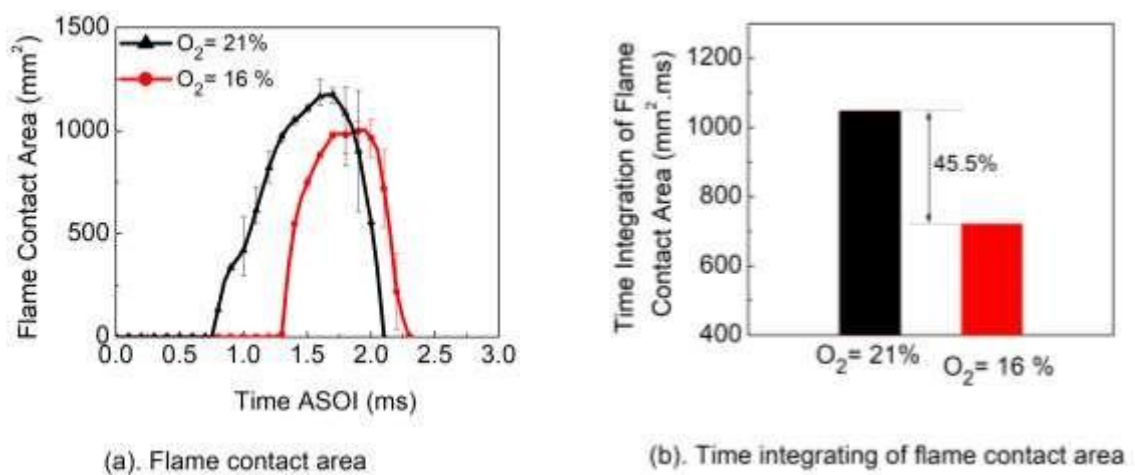 1500
1000
500
0
Flame Contact Area (mm²)
O₂= 21%
O₂= 16 %
0.0 0.5 1.0 1.5 2.0 2.5 3.0
Time ASOI (ms)
(a). Flame contact area
Time Integration of Flame
Contact Area (mm².ms)
1200
1000
800
600
400
45.5%
O₂= 21%
O₂= 16 %
(b). Time integrating of flame contact area